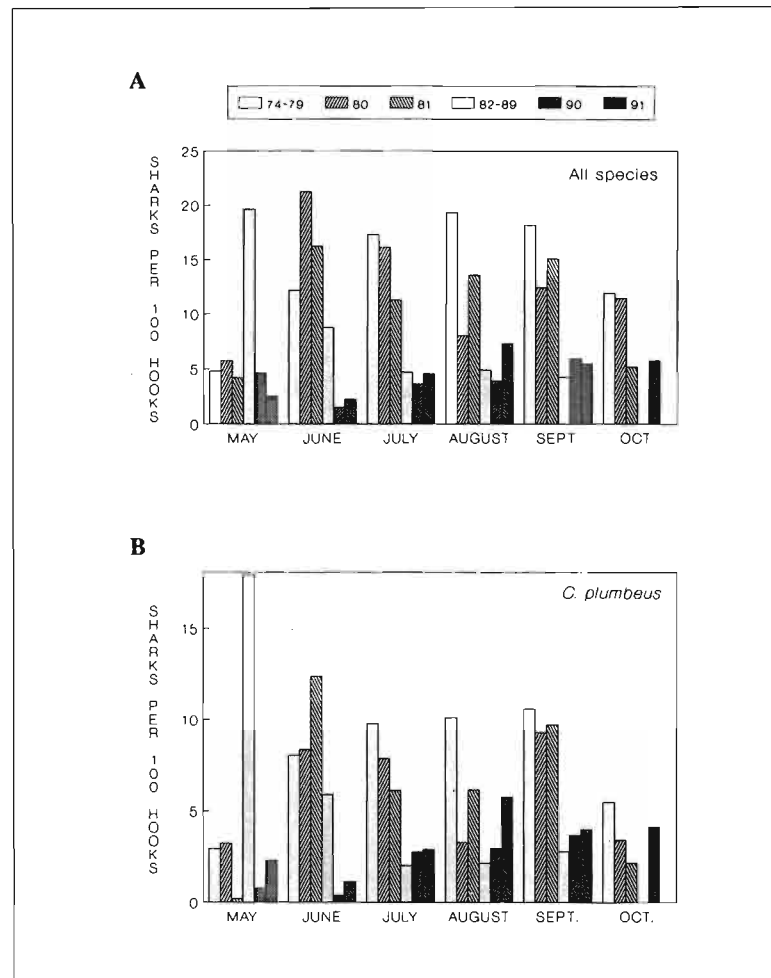 A
74-79 80 81 82-89 90 91
SHARKS PER 100 HOOKS
All species
25
20
15
10
5
0
MAY JUNE JULY AUGUST SEPT OCT
B
SHARKS PER 100 HOOKS
C. plumbeus
15
10
5
0
MAY JUNE JULY AUGUST SEPT. OCT.